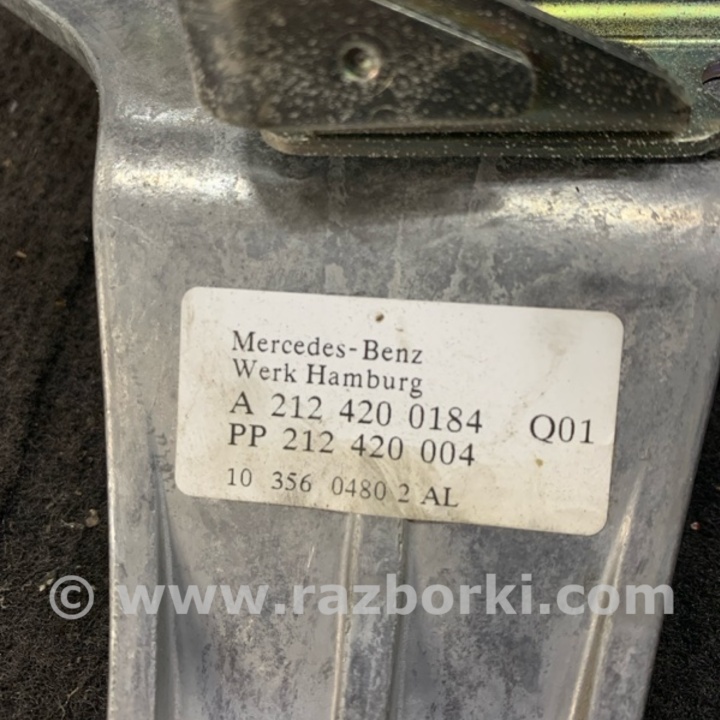 Mercedes-Benz
Werk Hamburg
A 212 420 0184 Q01
PP 212 420 004
10 356 0480 2 AL
© www.razborki.com